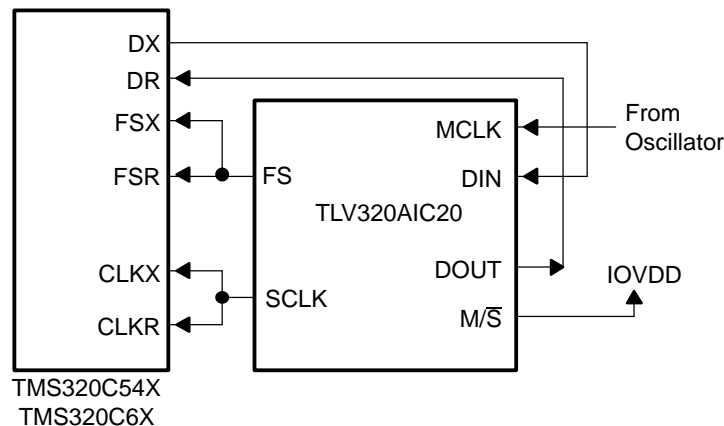 DX
DR
FSX
FSR
CLKX
CLKR
TMS320C54X
TMS320C6X
FS
SCLK
TLV320AIC20
MCLK
DIN
DOUT
M/S̅
From
Oscillator
IOVDD